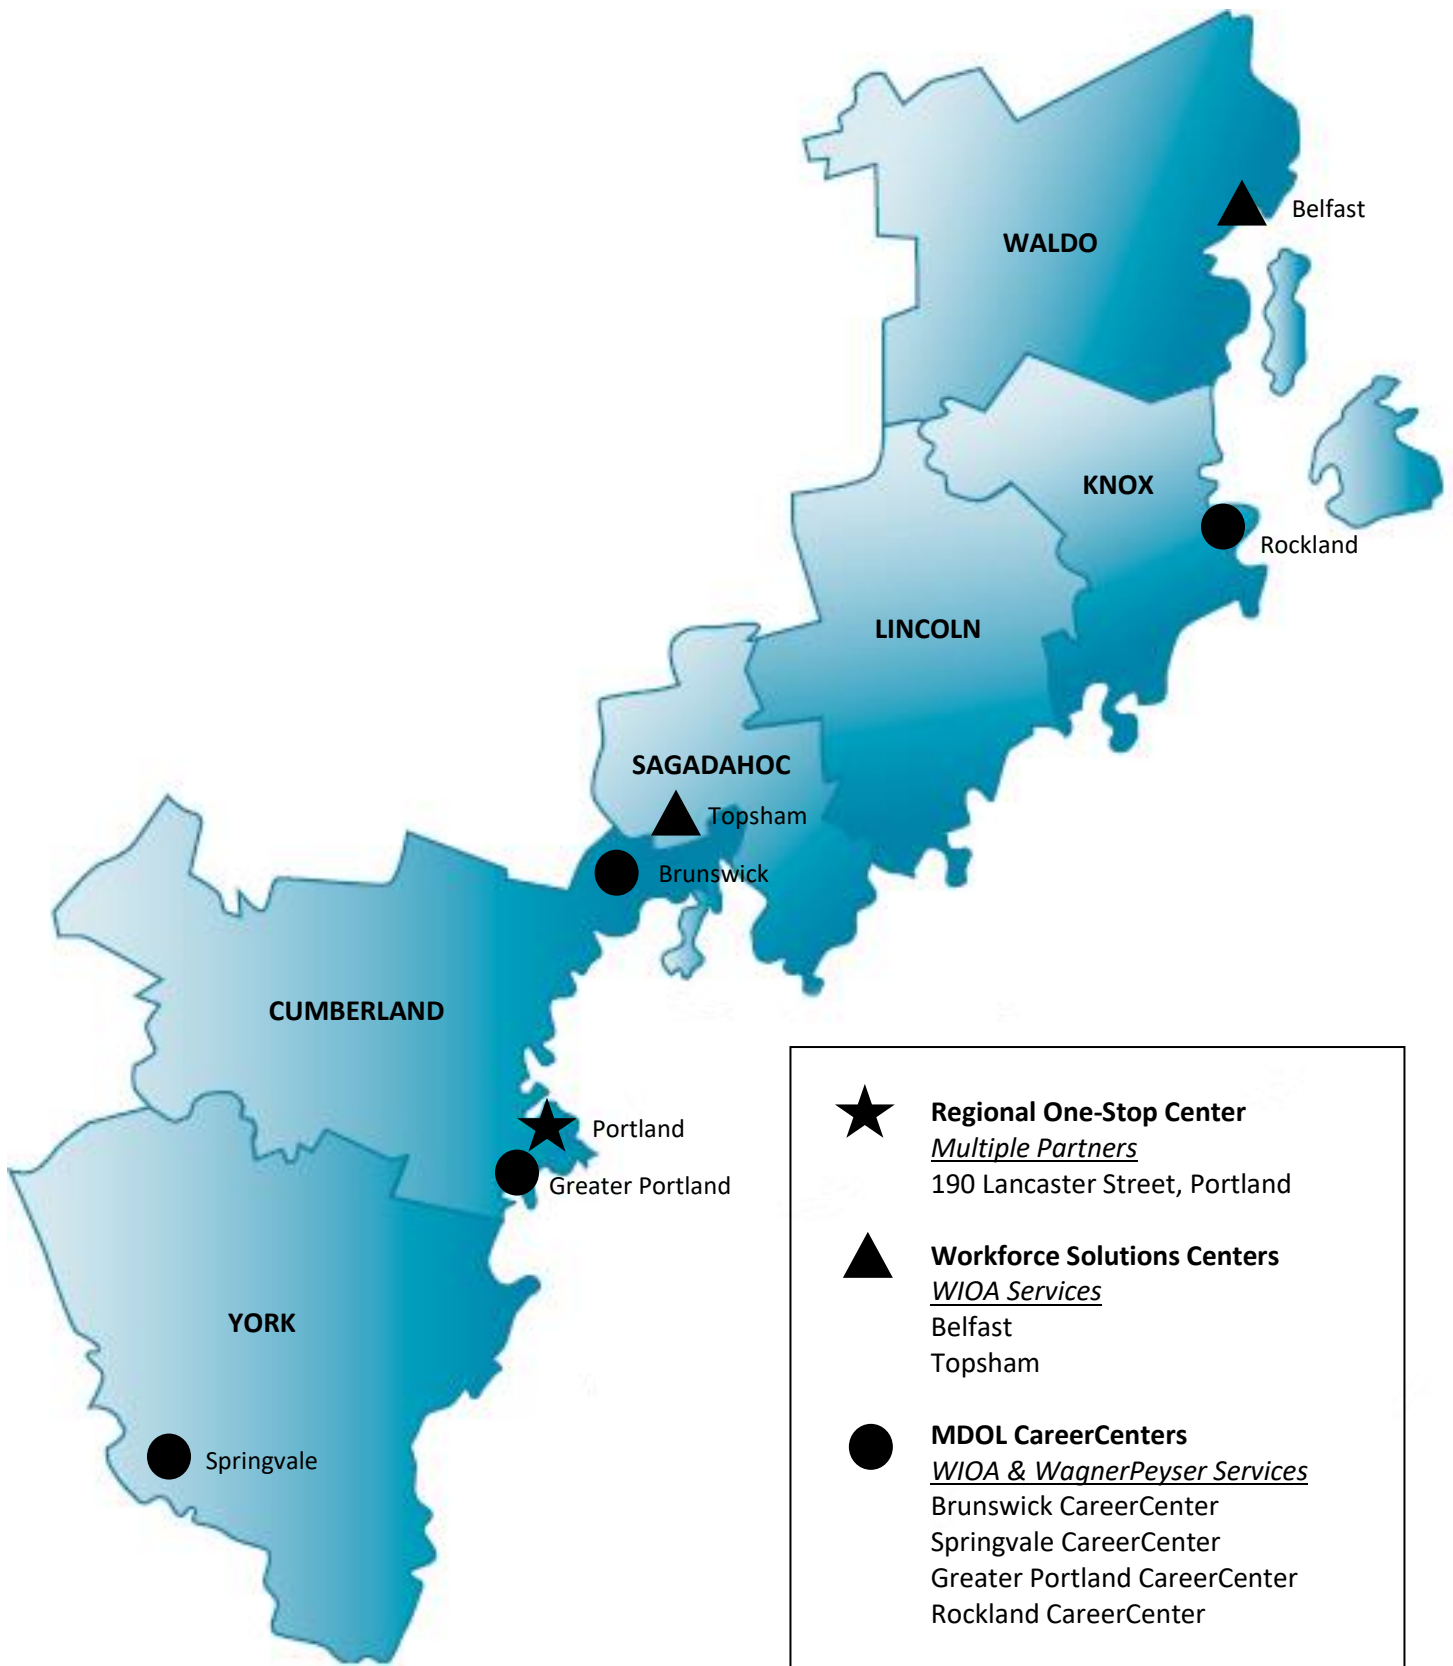 Belfast
WALDO
KNOX
Rockland
LINCOLN
SAGADAHOC
Topsham
Brunswick
CUMBERLAND
Portland
Greater Portland
YORK
Springvale
Regional One-Stop Center
Multiple Partners
190 Lancaster Street, Portland
Workforce Solutions Centers
WIOA Services
Belfast
Topsham
MDOL CareerCenters
WIOA & WagnerPeyser Services
Brunswick CareerCenter
Springvale CareerCenter
Greater Portland CareerCenter
Rockland CareerCenter